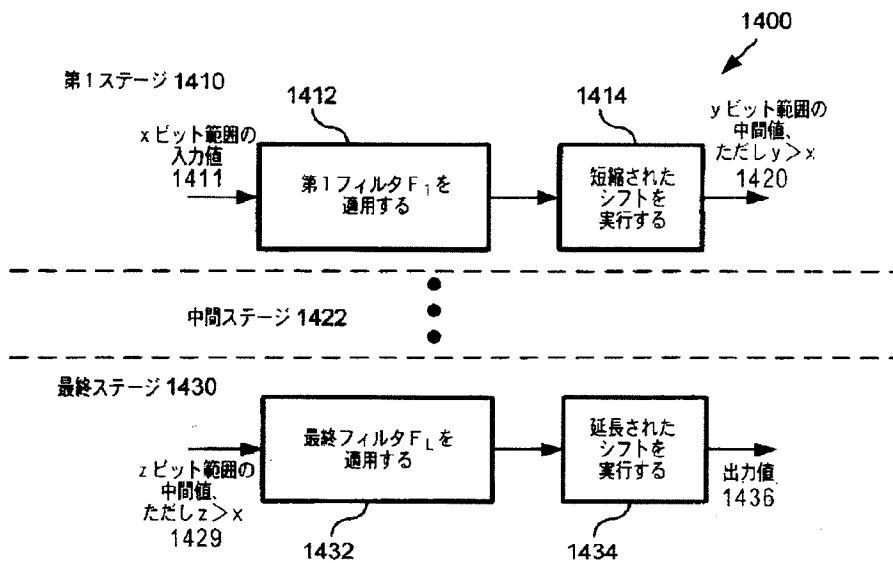 1400
第1ステージ 1410
1412
1414
xビット範囲の
入力値
1411
第1フィルタF1を
適用する
短縮された
シフトを
実行する
yビット範囲の
中間値、
ただしy>x
1420
中間ステージ 1422
最終ステージ 1430
zビット範囲の
中間値、
ただしz>x
1429
最終フィルタFLを
適用する
延長された
シフトを
実行する
出力値
1436
1432
1434